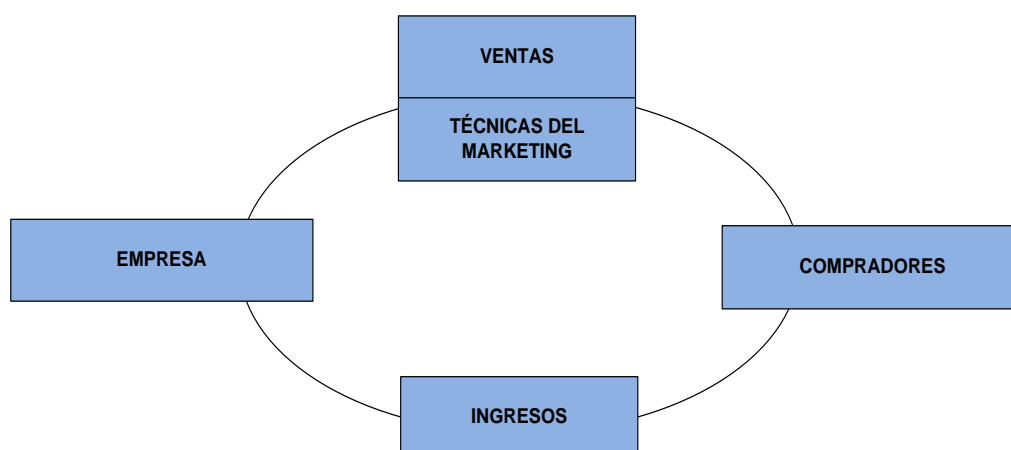 VENTAS
TÉCNICAS DEL
MARKETING
EMPRESA
COMPRADORES
INGRESOS